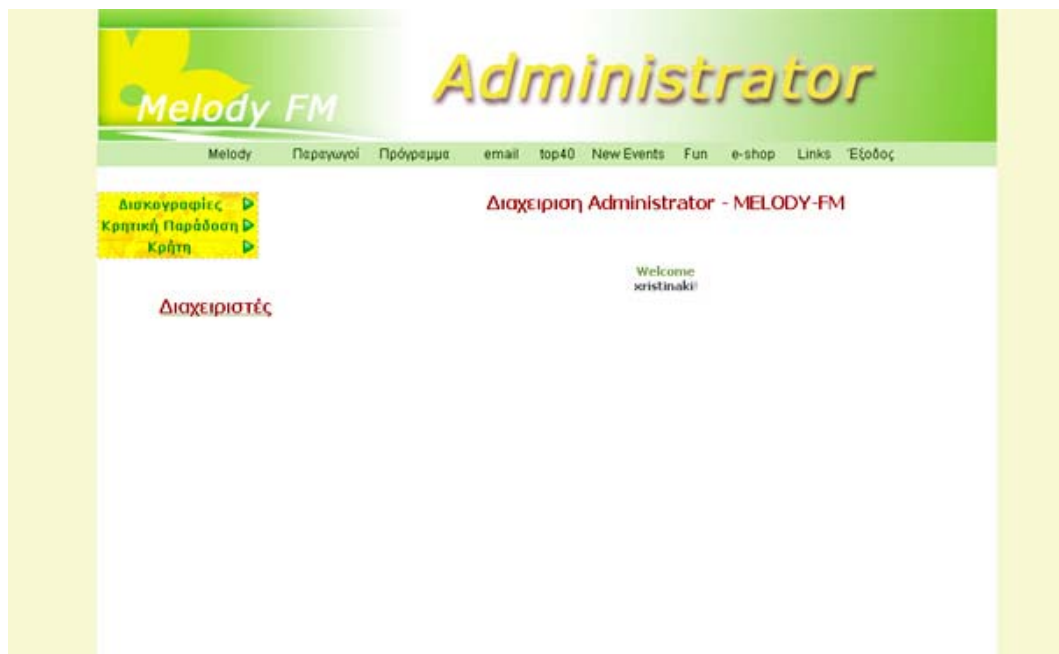 Administrator
Melody FM
Melody Παραγωγοί Πρόγραμμα email top40 New Events Fun e-shop Links Έξοδος
Δισκογραφίες
Κρητική Παράδοση
Κρήτη
Διαχειριση Administrator - MELODY-FM
Welcome
xristinaki!
Διαχειριστές